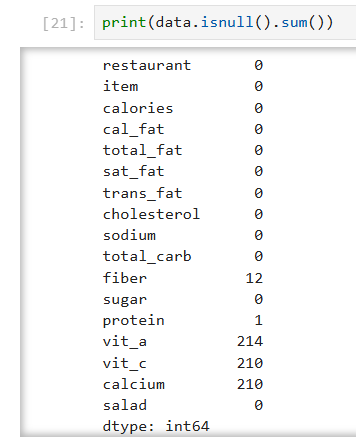 [21]: print(data.isnull().sum())
restaurant 0
item 0
calories 0
cal_fat 0
total_fat 0
sat_fat 0
trans_fat 0
cholesterol 0
sodium 0
total_carb 0
fiber 12
sugar 0
protein 1
vit_a 214
vit_c 210
calcium 210
salad 0
dtype: int64